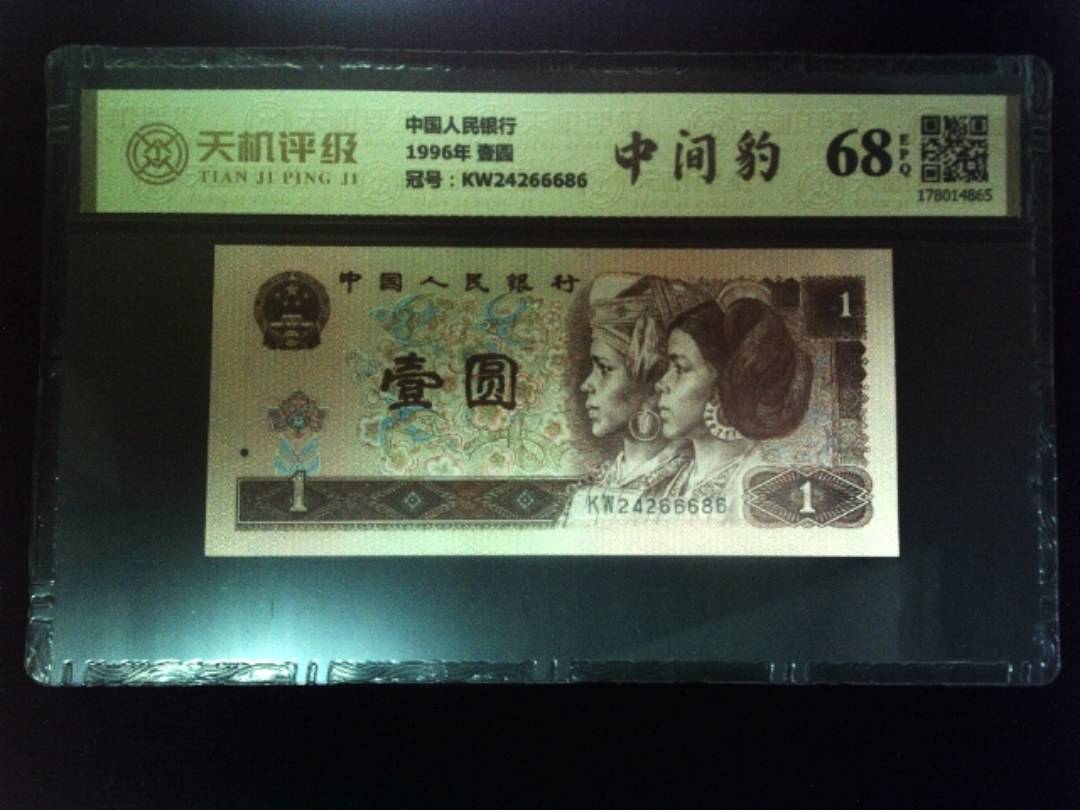 天机评级
TIAN JI PING JI
中国人民银行
1996年 壹圆
冠号：KW24266686
中间豹
68
EPQ
178014865
中国人民银行
1
壹圆
1
KW24266686
1